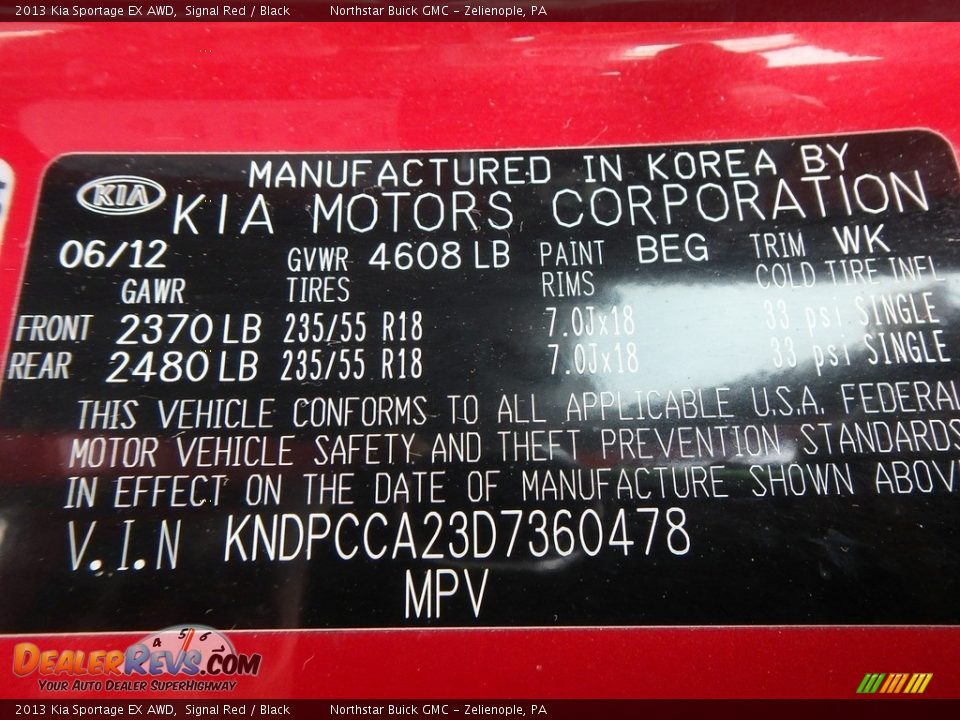 2013 Kia Sportage EX AWD, Signal Red / Black Northstar Buick GMC - Zelienople, PA
MANUFACTURED IN KOREA BY
KIA KIA MOTORS CORPORATION
06/12 GVWR 4608 LB PAINT BEG TRIM WK
GAWR TIRES RIMS COLD TIRE INFL
FRONT 2370 LB 235/55 R18 7.0Jx18 33 psi SINGLE
REAR 2480 LB 235/55 R18 7.0Jx18 33 psi SINGLE
THIS VEHICLE CONFORMS TO ALL APPLICABLE U.S.A. FEDERAL
MOTOR VEHICLE SAFETY AND THEFT PREVENTION STANDARDS
IN EFFECT ON THE DATE OF MANUFACTURE SHOWN ABOVE
V.I.N KNDPCCA23D7360478
MPV
4 5 6
DEALERREVS.COM
YOUR AUTO DEALER SUPERHIGHWAY
2013 Kia Sportage EX AWD, Signal Red / Black Northstar Buick GMC - Zelienople, PA